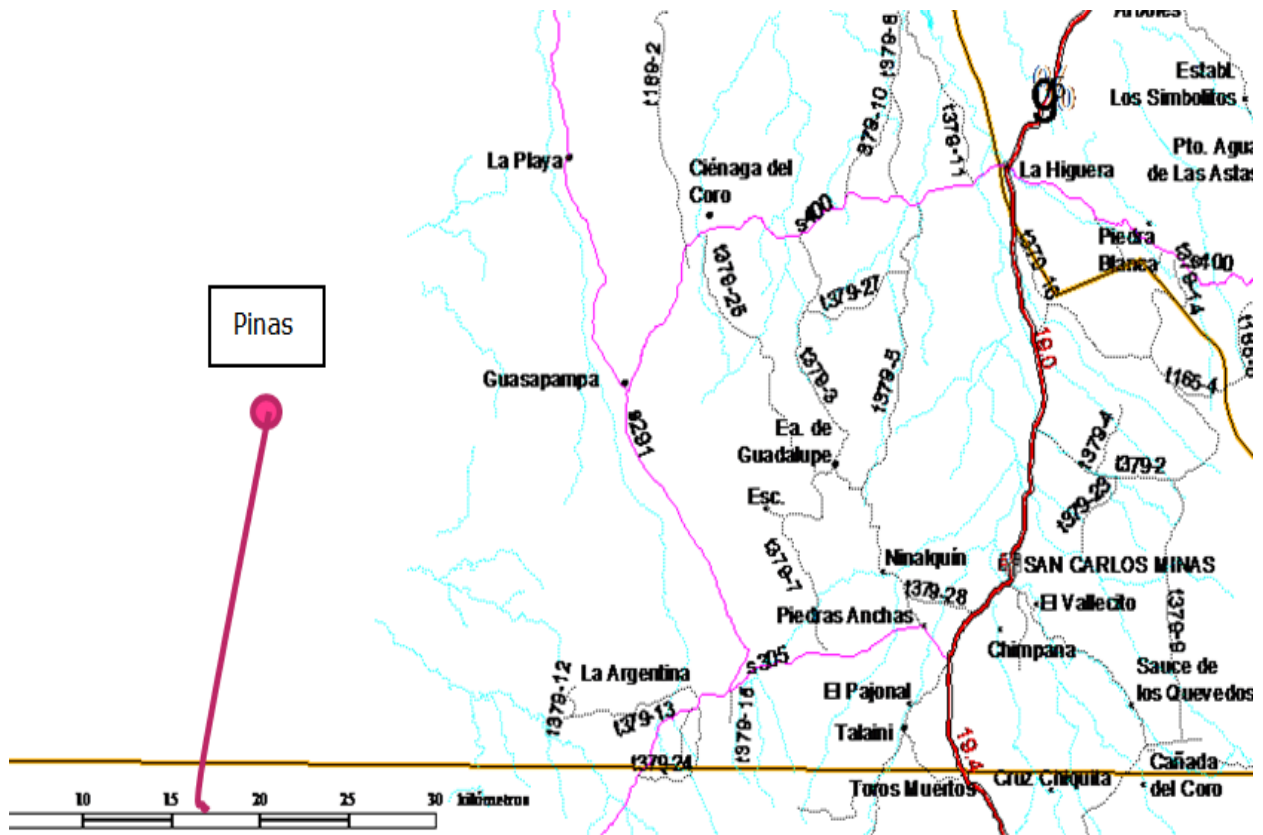 Arboles
t379-8
t169-2
Establ.
Los Simbolitos
379-10
t379-11
La Playa
Pto. Agua
de Las Astas
Ciénaga del
Coro
La Higuera
s400
Piedra
Blanca
s400
t379-16
t379-14
t379-25
t379-27
Pinas
19.0
t379-3
t379-5
Guasapampa
t165-4
s291
Ea. de
Guadalupe
t379-4
t379-2
Esc.
t379-23
t379-7
Ninalquín
SAN CARLOS MINAS
t379-28
El Vallecito
Piedras Anchas
t379-9
Chimpana
s305
Sauce de
los Quevedos
La Argentina
t379-12
El Pajonal
t379-13
t379-15
Talaini
19.4
t379-24
Cañada
del Coro
Toros Muertos
Cruz Chiquita
10 15 20 25 30 kilómetros